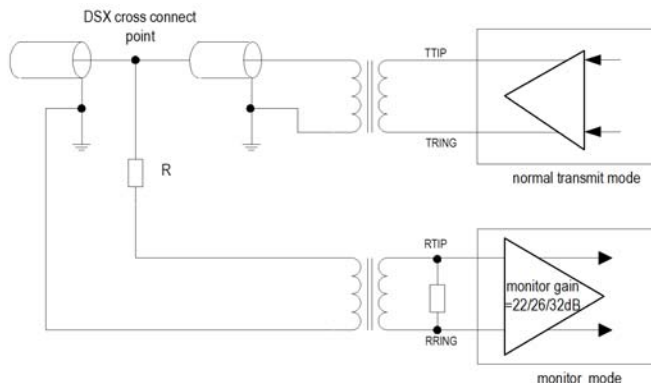 DSX cross connect
point
TTIP
TRING
normal transmit mode
R
RTIP
monitor gain
=22/26/32dB
RRING
monitor mode